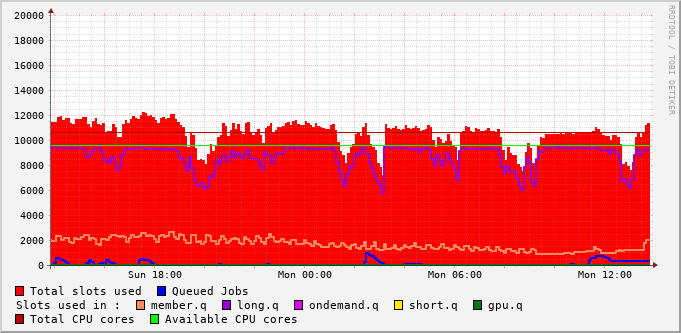 20000
18000
16000
14000
12000
10000
8000
6000
4000
2000
0
Sun 18:00 Mon 00:00 Mon 06:00 Mon 12:00
RRDTOOL / TOBI OETIKER
Total slots used Queued Jobs
Slots used in : member.q long.q ondemand.q short.q gpu.q
Total CPU cores Available CPU cores